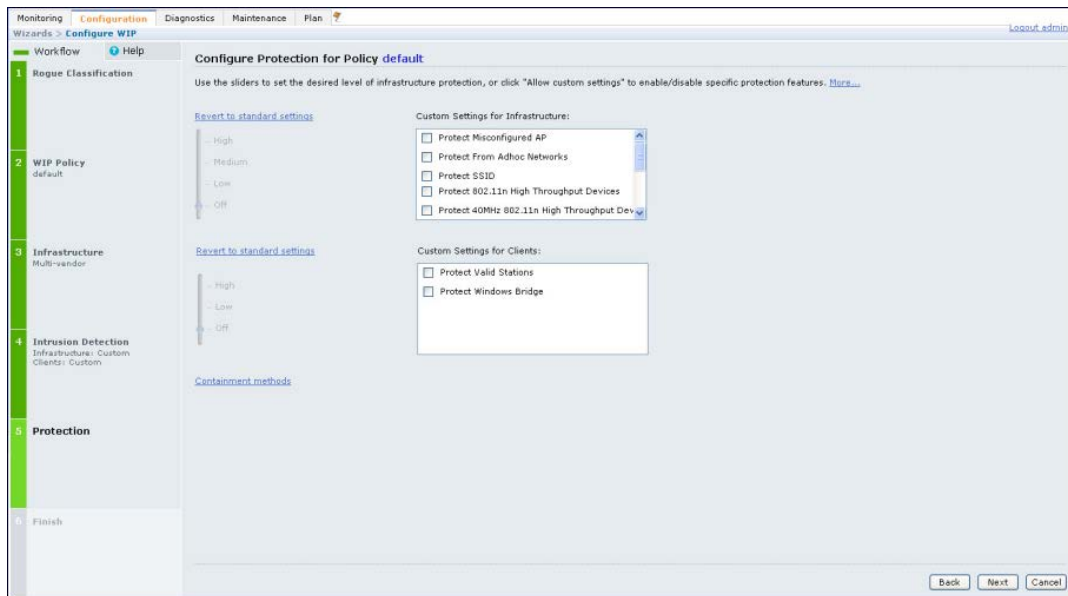 Monitoring Configuration Diagnostics Maintenance Plan
Wizards > Configure WIP
Logout admin
Workflow Help
1 Rogue Classification
2 WIP Policy
default
3 Infrastructure
Multi-vendor
4 Intrusion Detection
Infrastructure: Custom
Clients: Custom
5 Protection
6 Finish
Configure Protection for Policy default
Use the sliders to set the desired level of infrastructure protection, or click "Allow custom settings" to enable/disable specific protection features. More...
Revert to standard settings
High
Medium
Low
Off
Custom Settings for Infrastructure:
Protect Misconfigured AP
Protect From Adhoc Networks
Protect SSID
Protect 802.11n High Throughput Devices
Protect 40MHz 802.11n High Throughput Dev
Revert to standard settings
High
Low
Off
Custom Settings for Clients:
Protect Valid Stations
Protect Windows Bridge
Containment methods
Back Next Cancel